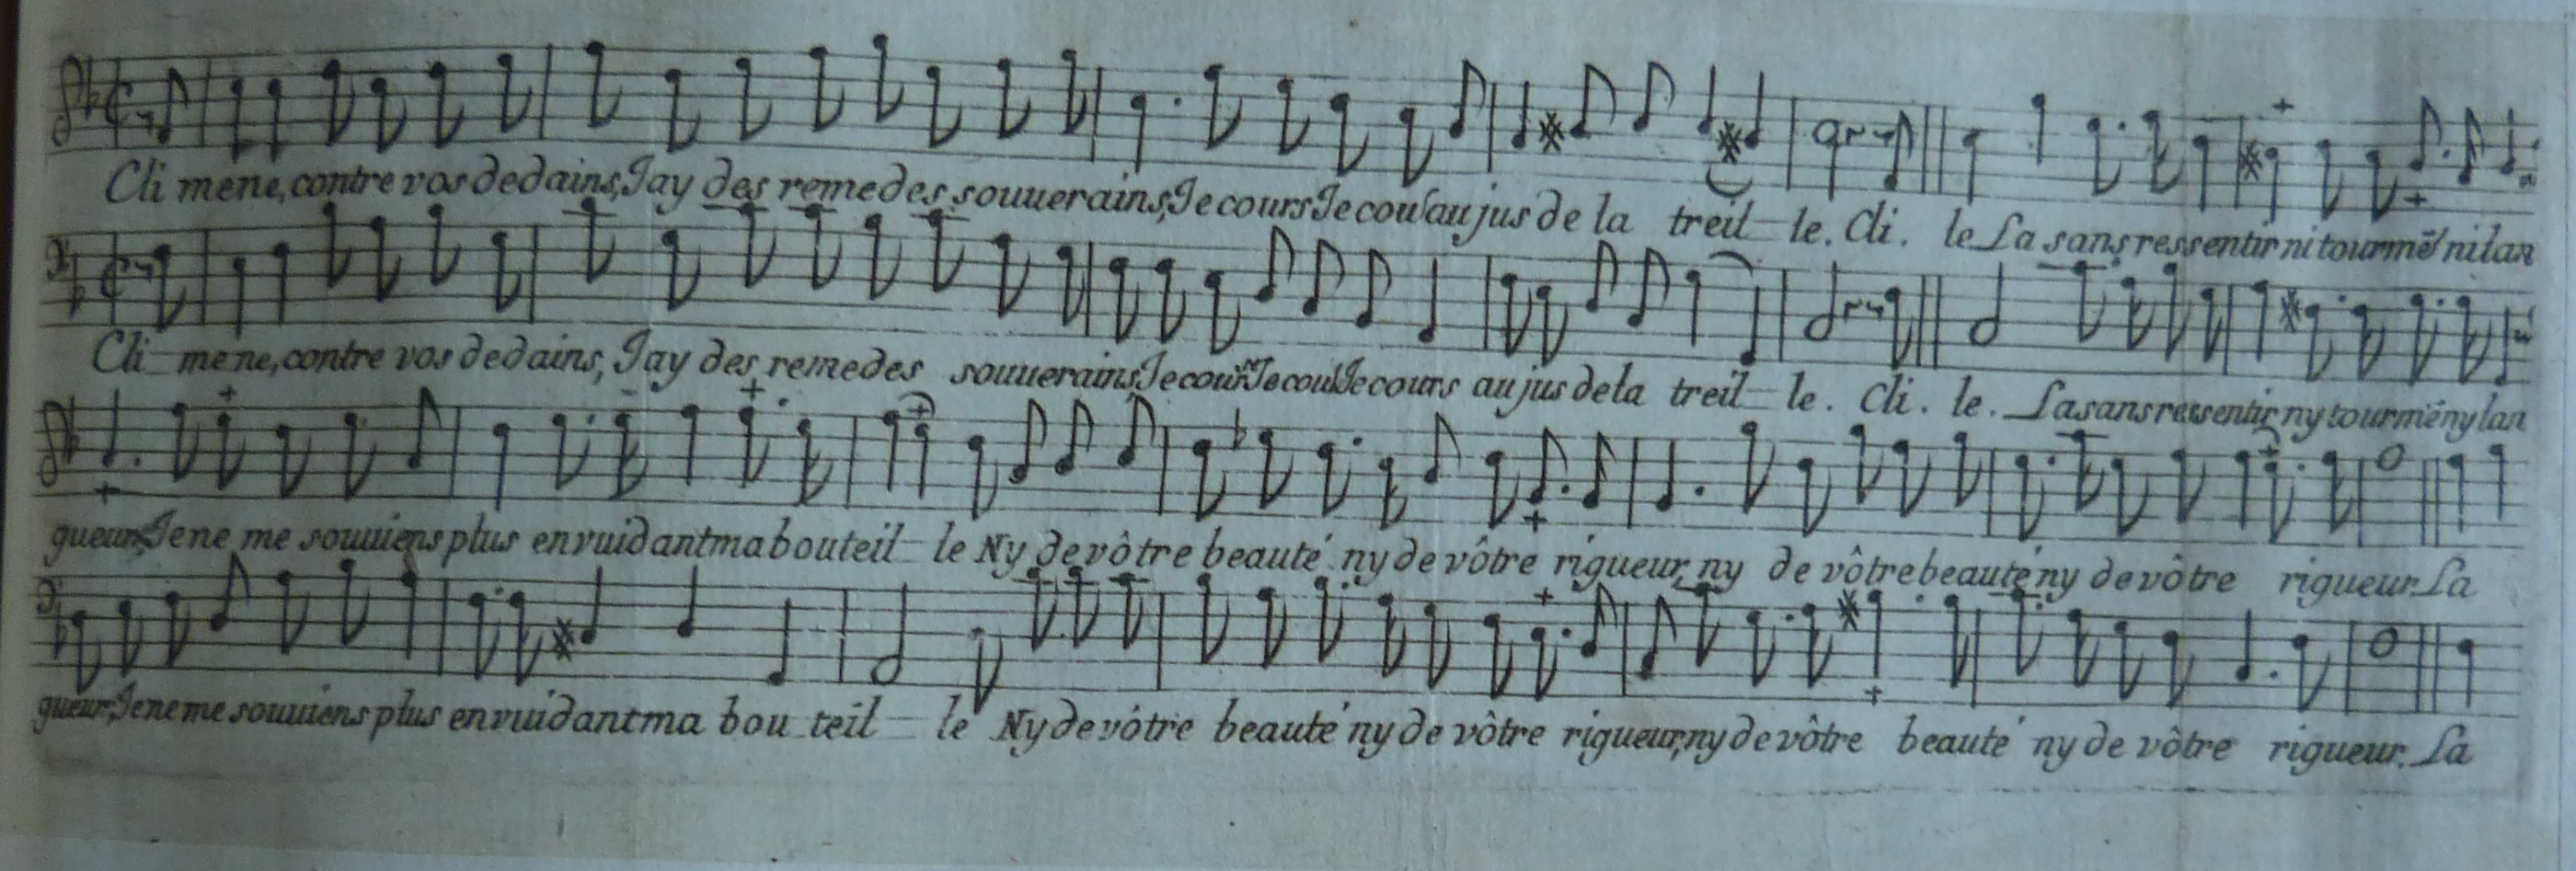 Cli mene, contre vos dedains, Jay des remedes souuerains, Je cours Je cous au jus de la treil le. Cli. le La sans ressentir ni tourmẽt ni lan
Cli mene, contre vos dedains, Jay des remedes souuerains, Je cours Je cous Je cours au jus de la treil le. Cli. le. La sans ressentir ny tourmẽ ny lan
gueur, Je ne me souuiens plus en vuidant ma bouteil le Ny de vôtre beauté ny de vôtre rigueur, ny de vôtre beauté ny de vôtre rigueur. La
gueur, Je ne me souuiens plus en vuidant ma bou teil le Ny de vôtre beauté ny de vôtre rigueur, ny de vôtre beauté ny de vôtre rigueur. La